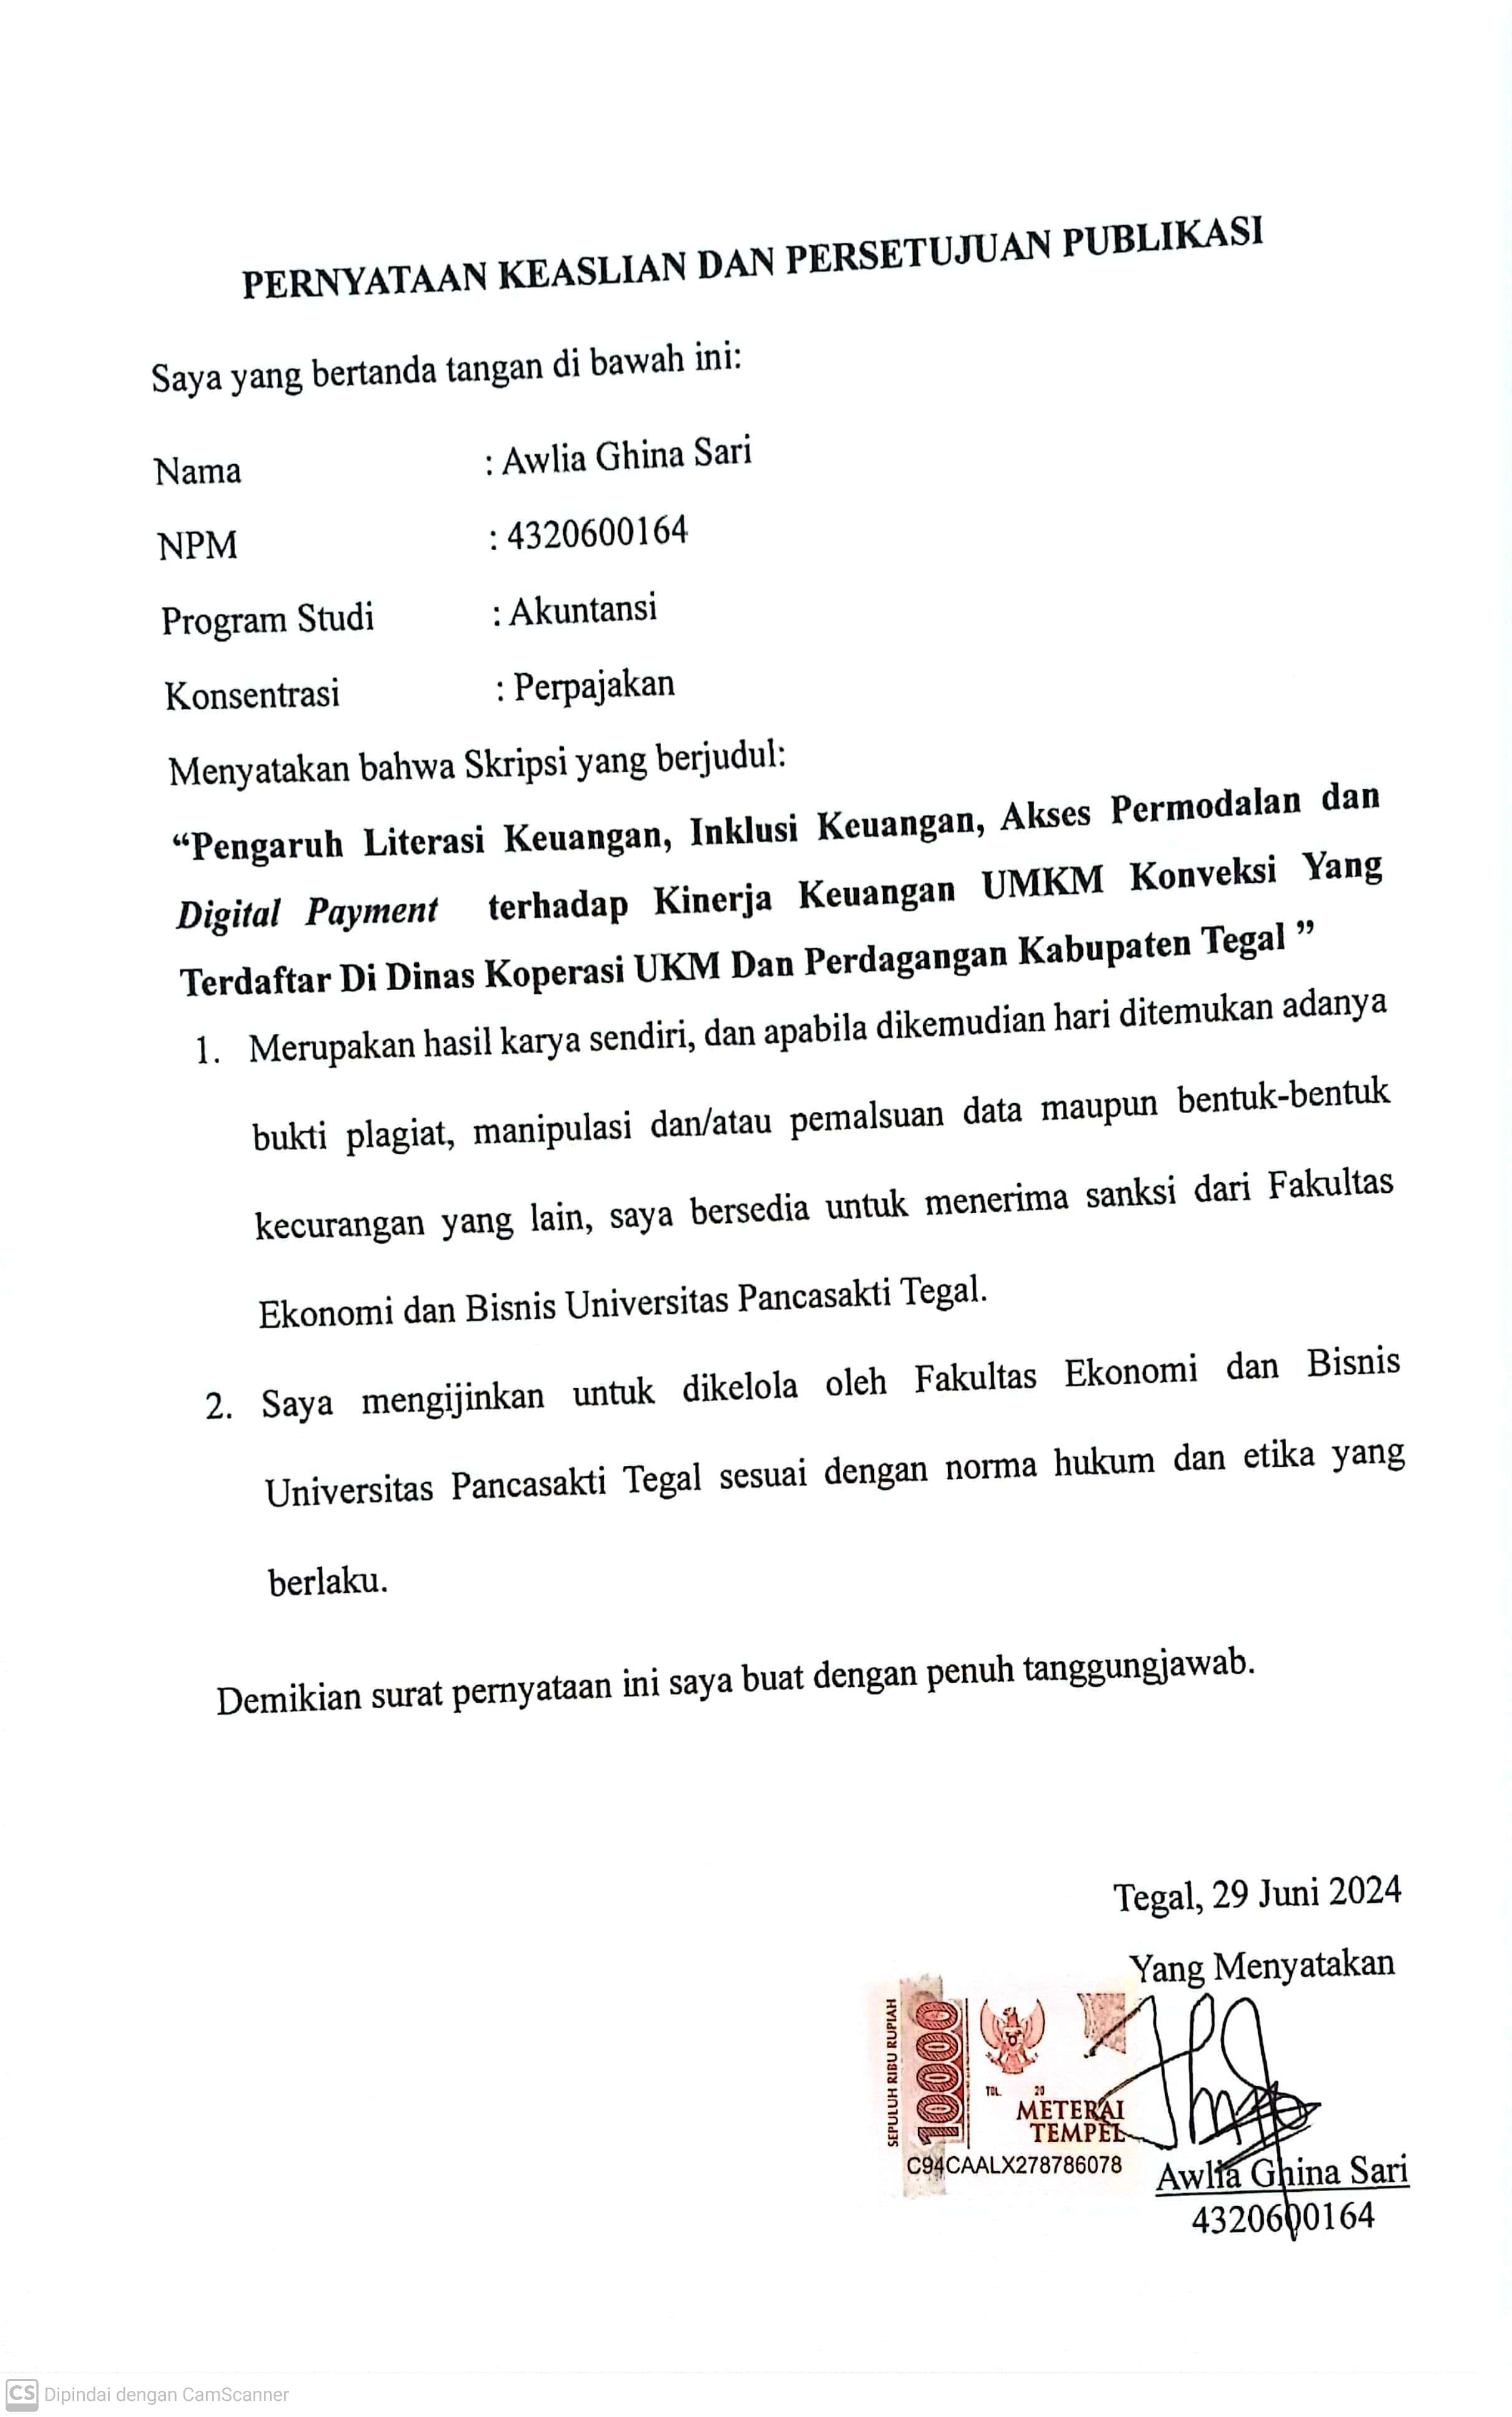 PERNYATAAN KEASLIAN DAN PERSETUJUAN PUBLIKASI
Saya yang bertanda tangan di bawah ini:
Nama : Awlia Ghina Sari
NPM : 4320600164
Program Studi : Akuntansi
Konsentrasi : Perpajakan
Menyatakan bahwa Skripsi yang berjudul:
“Pengaruh Literasi Keuangan, Inklusi Keuangan, Akses Permodalan dan
Digital Payment terhadap Kinerja Keuangan UMKM Konveksi Yang
Terdaftar Di Dinas Koperasi UKM Dan Perdagangan Kabupaten Tegal ”
1. Merupakan hasil karya sendiri, dan apabila dikemudian hari ditemukan adanya
bukti plagiat, manipulasi dan/atau pemalsuan data maupun bentuk-bentuk
kecurangan yang lain, saya bersedia untuk menerima sanksi dari Fakultas
Ekonomi dan Bisnis Universitas Pancasakti Tegal.
2. Saya mengijinkan untuk dikelola oleh Fakultas Ekonomi dan Bisnis
Universitas Pancasakti Tegal sesuai dengan norma hukum dan etika yang
berlaku.
Demikian surat pernyataan ini saya buat dengan penuh tanggungjawab.
Tegal, 29 Juni 2024
Yang Menyatakan
SEPULUH RIBU RUPIAH
10000
TGL. 20
METERAI
TEMPEL
C94CAALX278786078
Awlia Ghina Sari
4320600164
CS Dipindai dengan CamScanner